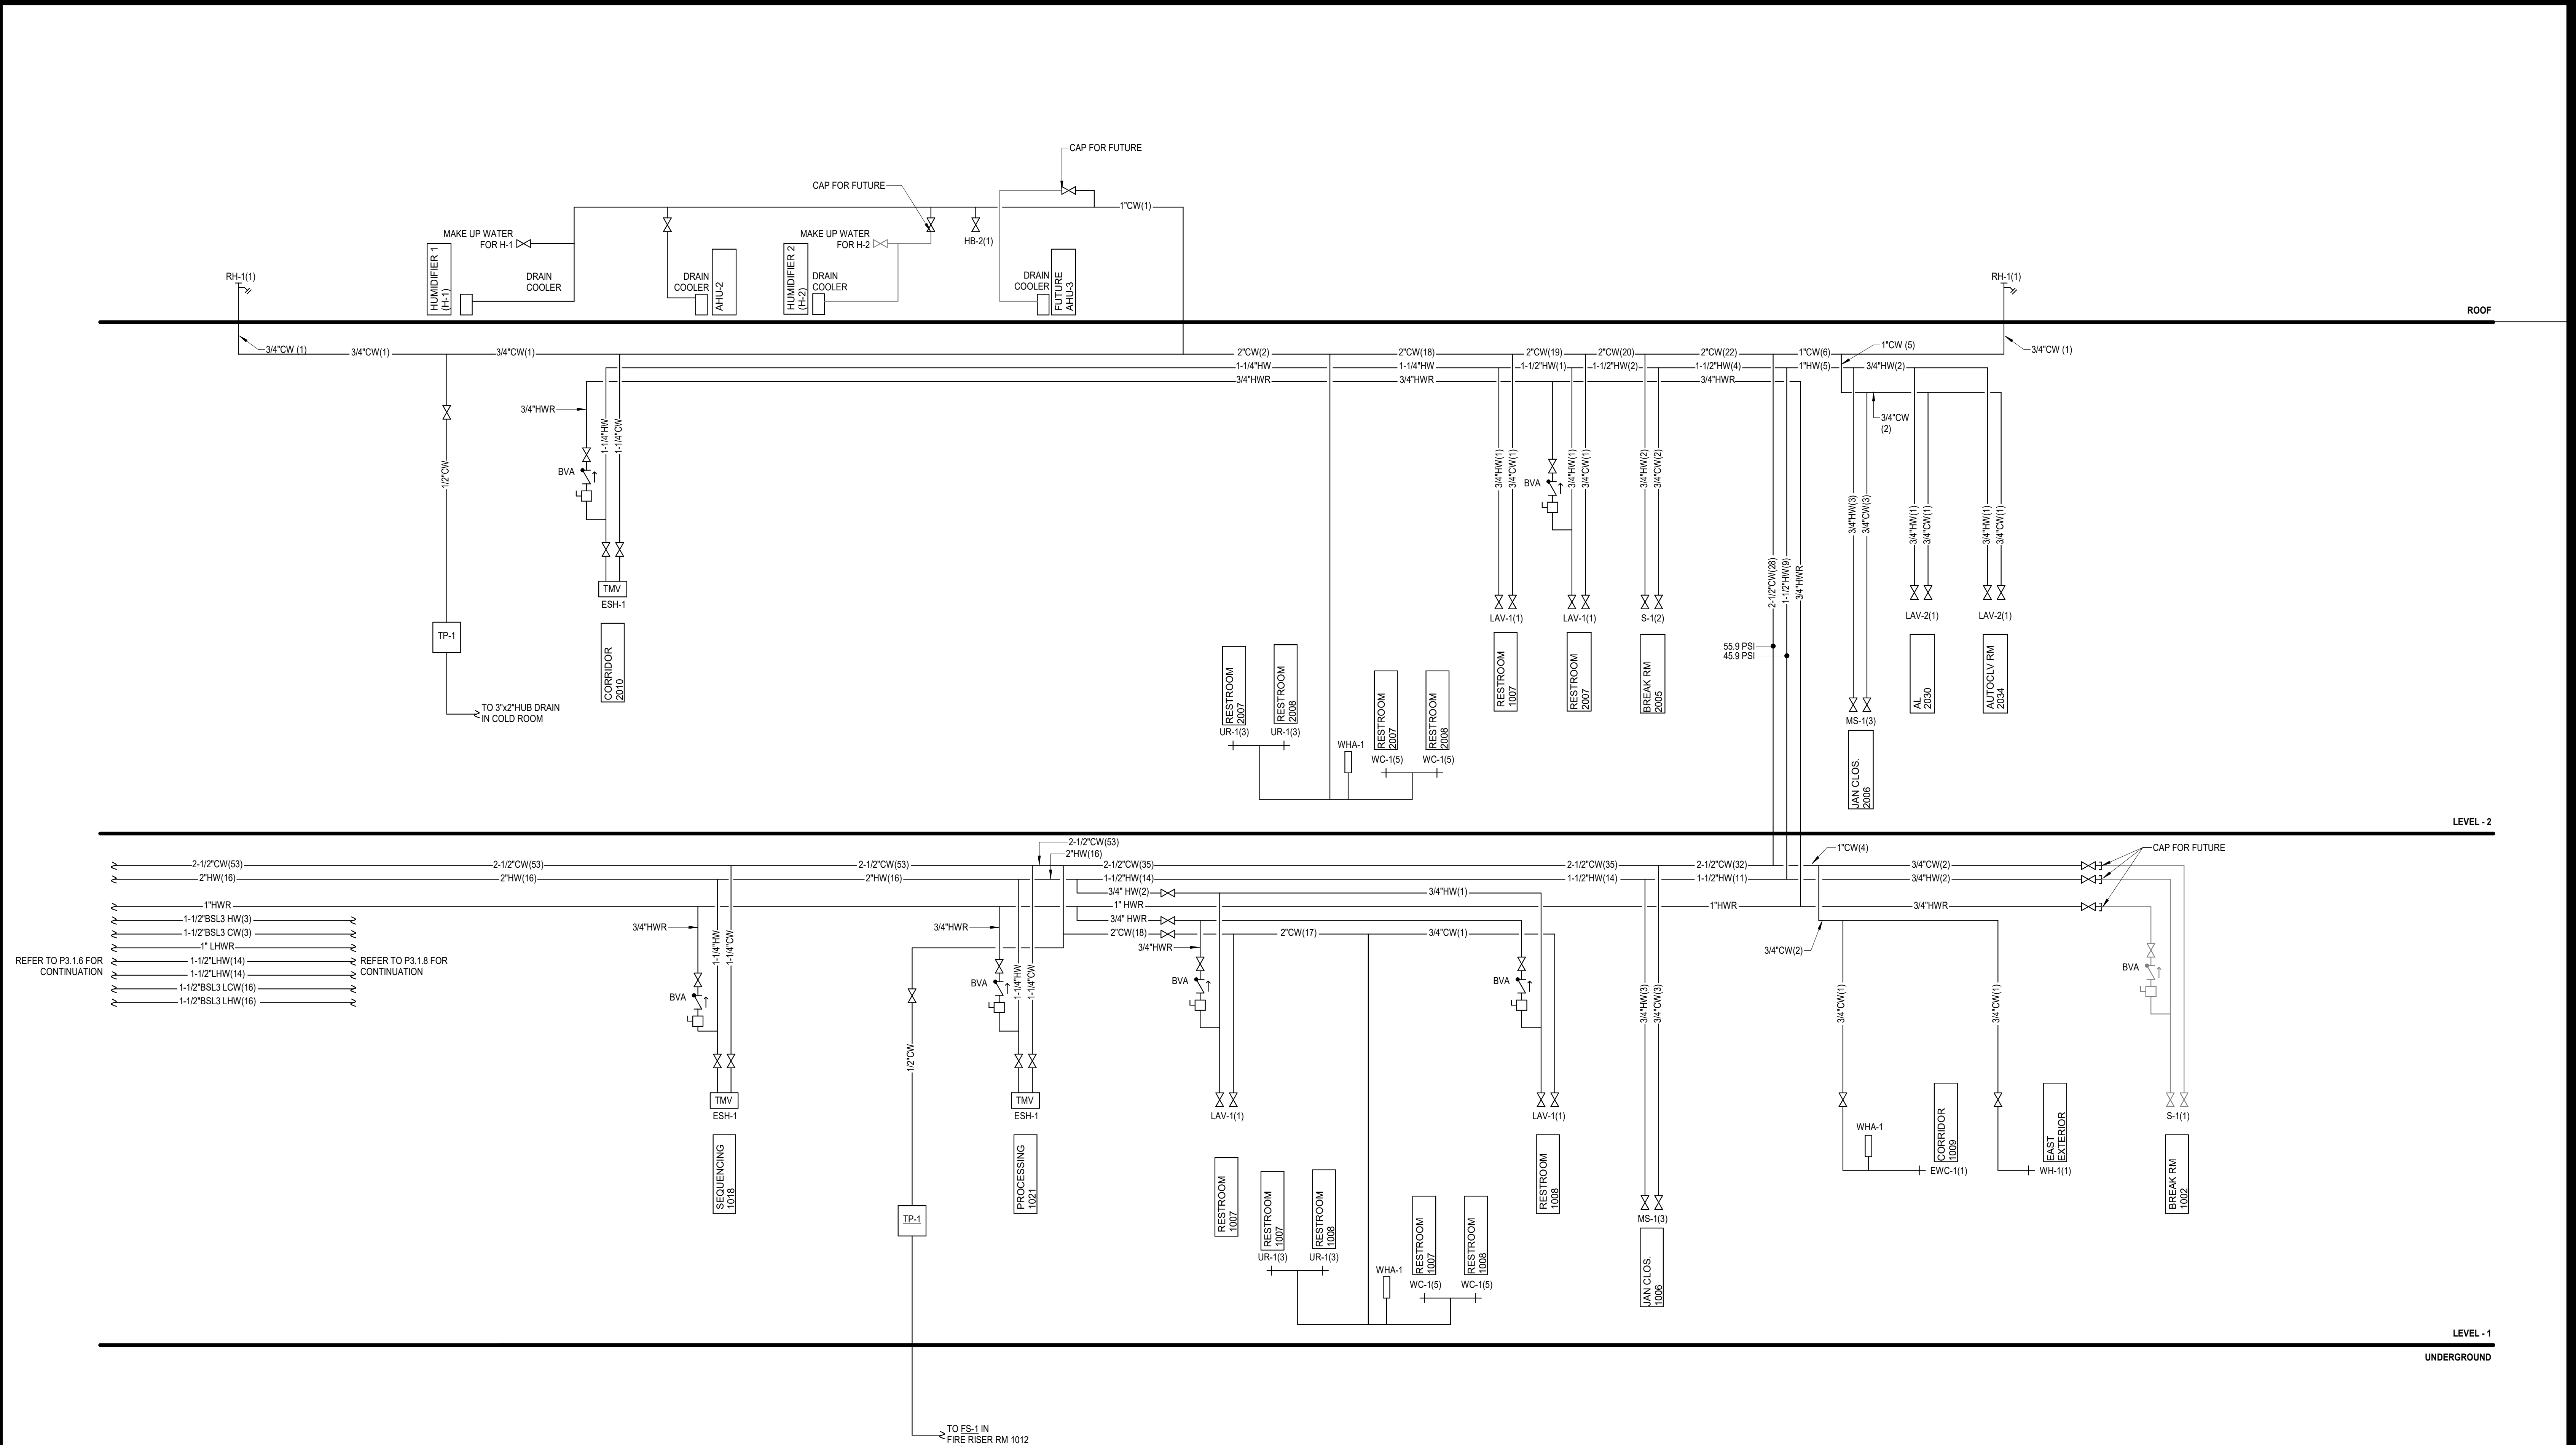 CAP FOR FUTURE
CAP FOR FUTURE
1"CW(1)
MAKE UP WATER
FOR H-1
MAKE UP WATER
FOR H-2
HB-2(1)
HUMIDIFIER 1
(H-1)
DRAIN
COOLER
DRAIN
COOLER
AHU-2
HUMIDIFIER 2
(H-2)
DRAIN
COOLER
DRAIN
COOLER
FUTURE
AHU-3
RH-1(1)
RH-1(1)
ROOF
3/4"CW (1)
3/4"CW(1)
3/4"CW(1)
2"CW(2)
2"CW(18)
2"CW(19)
2"CW(20)
2"CW(22)
1"CW(6)
1"CW (5)
3/4"CW (1)
1-1/4"HW
1-1/4"HW
1-1/2"HW(1)
1-1/2"HW(2)
1-1/2"HW(4)
1"HW(5)
3/4"HW(2)
3/4"HWR
3/4"HWR
3/4"HWR
3/4"HWR
3/4"CW
(2)
1/2"CW
1-1/4"HW
1-1/4"CW
BVA
BVA
3/4"HW(1)
3/4"CW(1)
3/4"HW(1)
3/4"CW(1)
3/4"HW(2)
3/4"CW(2)
2-1/2"CW(28)
1-1/2"HW(9)
3/4"HWR
3/4"HW(3)
3/4"CW(3)
3/4"HW(1)
3/4"CW(1)
3/4"HW(1)
3/4"CW(1)
TMV
ESH-1
CORRIDOR
2010
TP-1
TO 3"x2"HUB DRAIN
IN COLD ROOM
LAV-1(1)
LAV-1(1)
S-1(2)
LAV-2(1)
LAV-2(1)
RESTROOM
1007
RESTROOM
2007
BREAK RM
2005
55.9 PSI
45.9 PSI
AL
2030
AUTOCLV RM
2034
RESTROOM
2007
RESTROOM
2008
UR-1(3)
UR-1(3)
WHA-1
RESTROOM
2007
RESTROOM
2008
WC-1(5)
WC-1(5)
MS-1(3)
JAN CLOS.
2006
LEVEL - 2
2-1/2"CW(53)
2"HW(16)
2-1/2"CW(53)
2-1/2"CW(53)
2-1/2"CW(53)
2-1/2"CW(35)
2-1/2"CW(35)
2-1/2"CW(32)
1"CW(4)
3/4"CW(2)
CAP FOR FUTURE
2"HW(16)
2"HW(16)
2"HW(16)
1-1/2"HW(14)
1-1/2"HW(14)
1-1/2"HW(11)
3/4"HW(2)
3/4" HW(2)
3/4"HW(1)
1"HWR
1" HWR
1"HWR
3/4"HWR
1-1/2"BSL3 HW(3)
1-1/2"BSL3 CW(3)
1" LHWR
1-1/2"LHW(14)
1-1/2"LHW(14)
1-1/2"BSL3 LCW(16)
1-1/2"BSL3 LHW(16)
REFER TO P3.1.6 FOR
CONTINUATION
REFER TO P3.1.8 FOR
CONTINUATION
3/4"HWR
3/4"HWR
3/4" HWR
2"CW(18)
2"CW(17)
3/4"CW(1)
3/4"HWR
3/4"CW(2)
1-1/4"HW
1-1/4"CW
BVA
1/2"CW
BVA
1-1/4"HW
1-1/4"CW
BVA
BVA
3/4"HW(3)
3/4"CW(3)
3/4"CW(1)
3/4"CW(1)
BVA
TMV
ESH-1
TMV
ESH-1
LAV-1(1)
LAV-1(1)
S-1(1)
SEQUENCING
1018
PROCESSING
1021
TP-1
RESTROOM
1007
RESTROOM
1007
RESTROOM
1008
UR-1(3)
UR-1(3)
WHA-1
RESTROOM
1007
RESTROOM
1008
WC-1(5)
WC-1(5)
RESTROOM
1008
MS-1(3)
JAN CLOS.
1006
WHA-1
CORRIDOR
1009
EWC-1(1)
EAST
EXTERIOR
WH-1(1)
BREAK RM
1002
LEVEL - 1
UNDERGROUND
TO FS-1 IN
FIRE RISER RM 1012